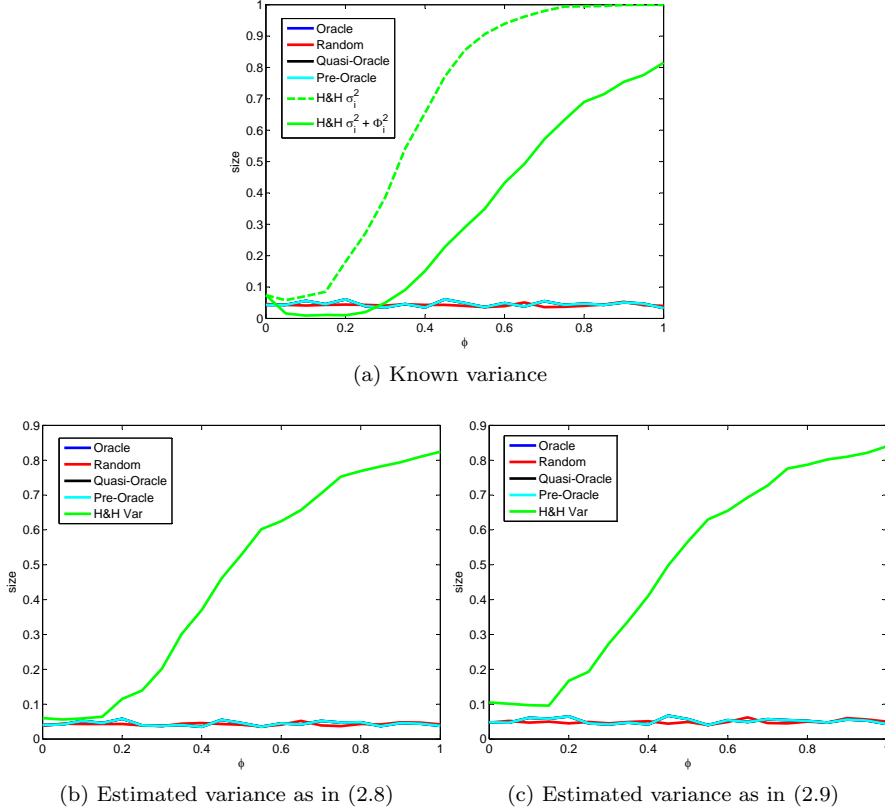 1
0.9
0.8
0.7
0.6
0.5
0.4
0.3
0.2
0.1
0
size
Oracle
Random
Quasi-Oracle
Pre-Oracle
H&H σ_i^2
H&H σ_i^2 + Φ_i^2
0 0.2 0.4 0.6 0.8 1
ϕ
(a) Known variance
0.9
0.8
0.7
0.6
0.5
0.4
0.3
0.2
0.1
0
size
Oracle
Random
Quasi-Oracle
Pre-Oracle
H&H Var
0 0.2 0.4 0.6 0.8 1
ϕ
(b) Estimated variance as in (2.8)
0.9
0.8
0.7
0.6
0.5
0.4
0.3
0.2
0.1
0
size
Oracle
Random
Quasi-Oracle
Pre-Oracle
H&H Var
0 0.2 0.4 0.6 0.8 1
ϕ
(c) Estimated variance as in (2.9)